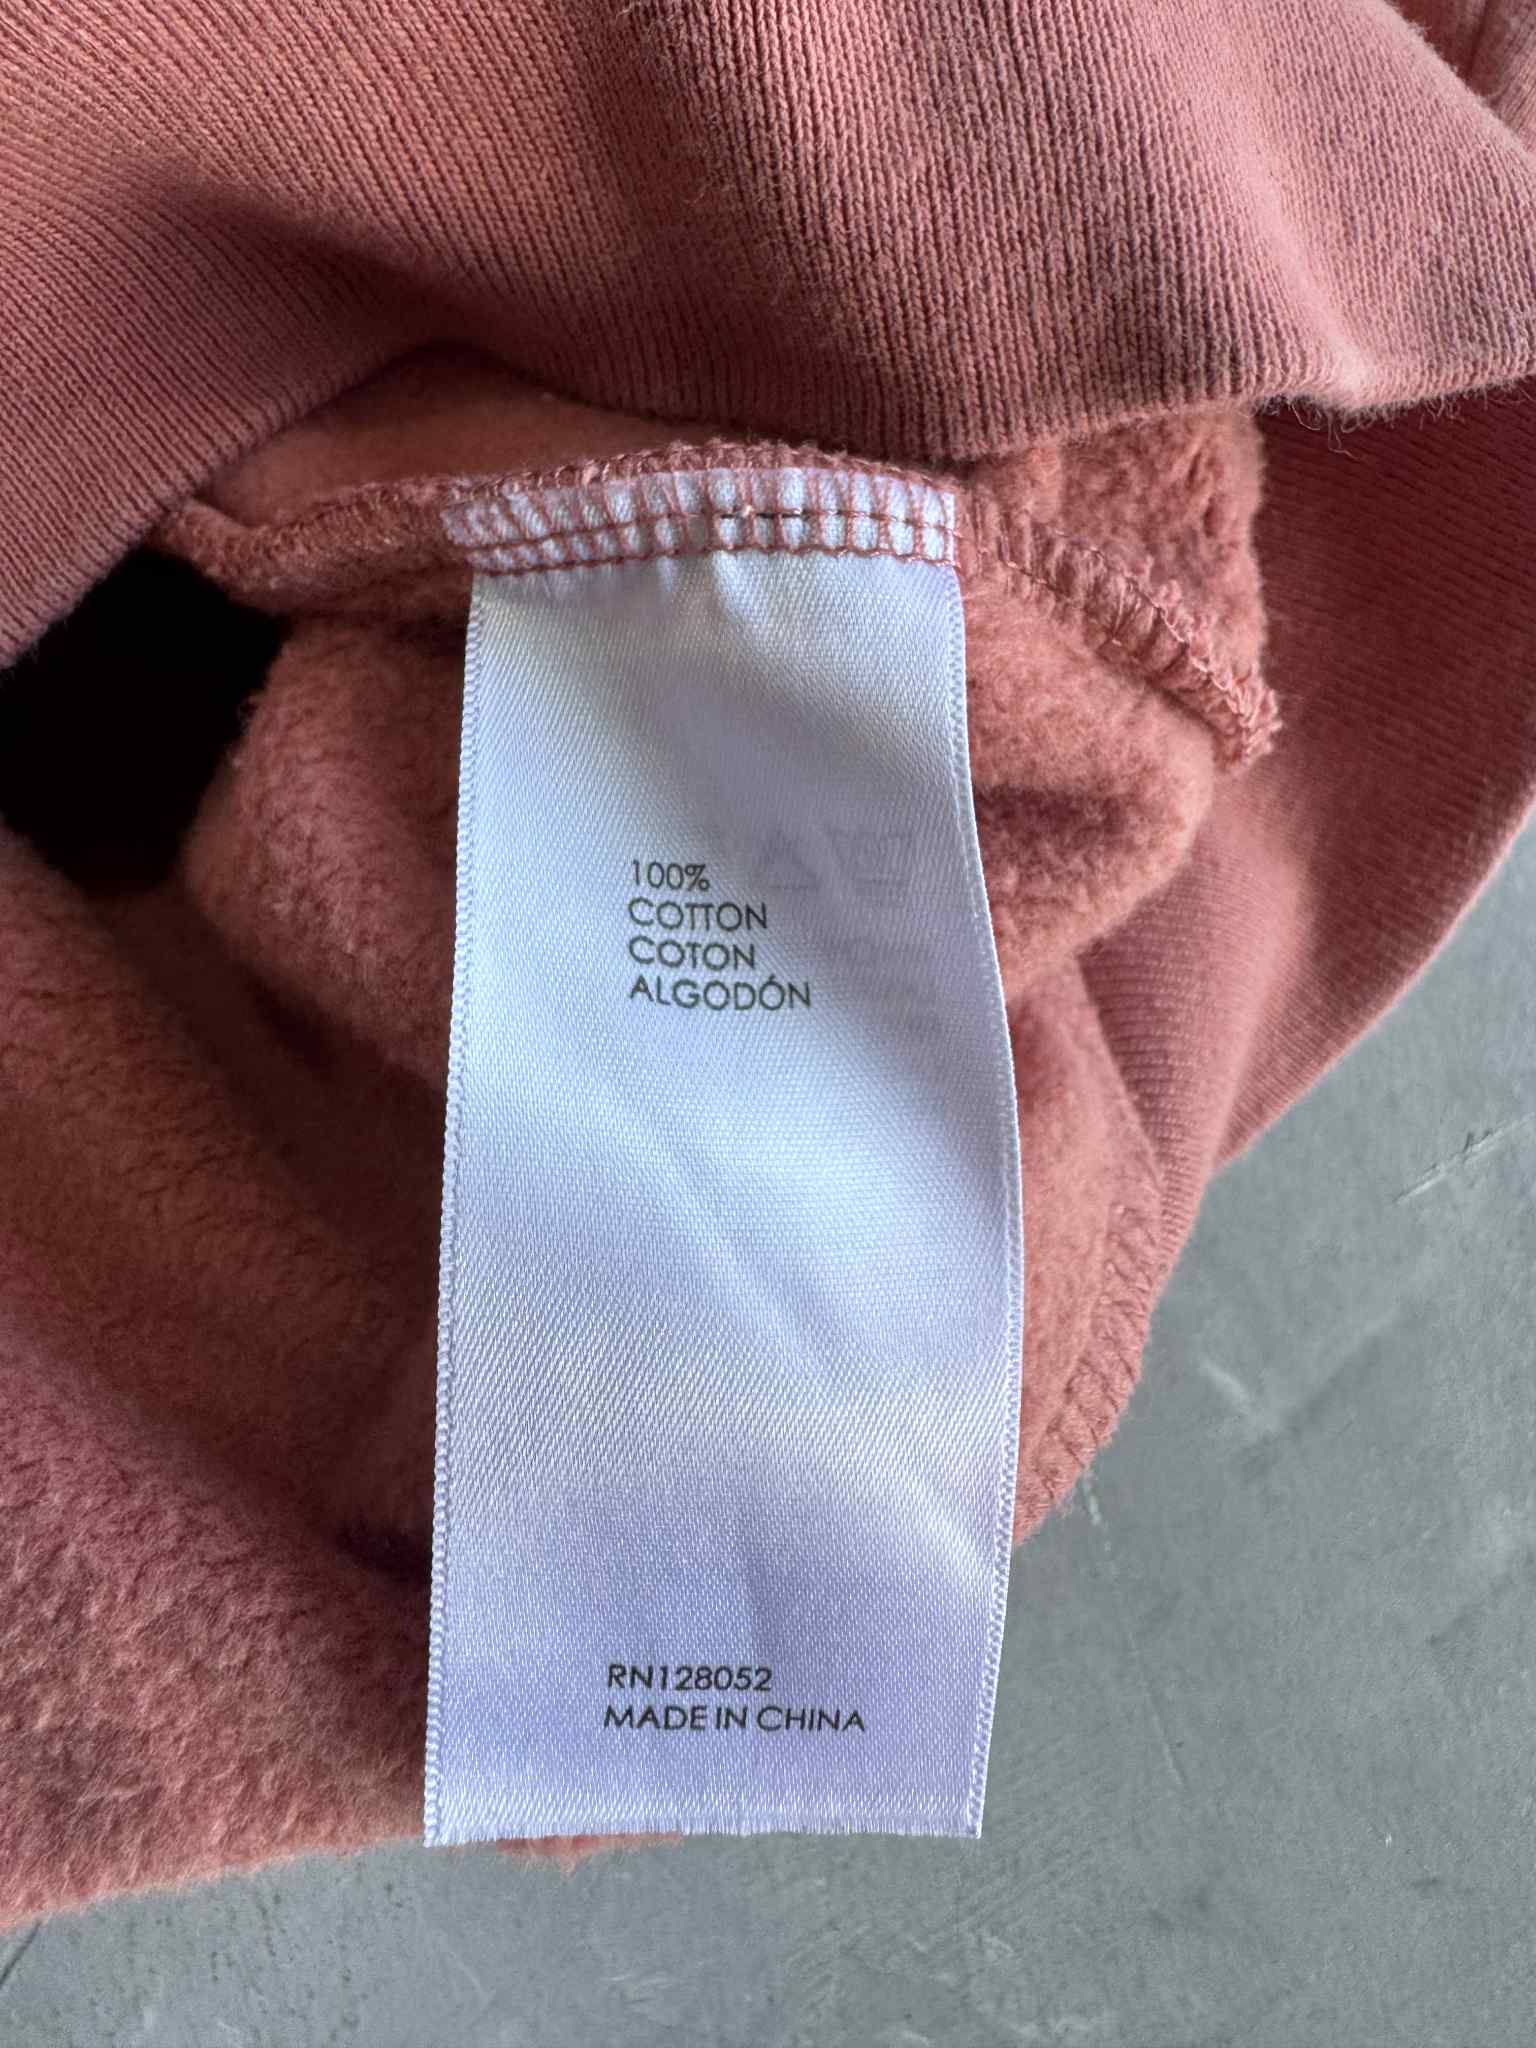 100%
COTTON
COTON
ALGODÓN
RN128052
MADE IN CHINA